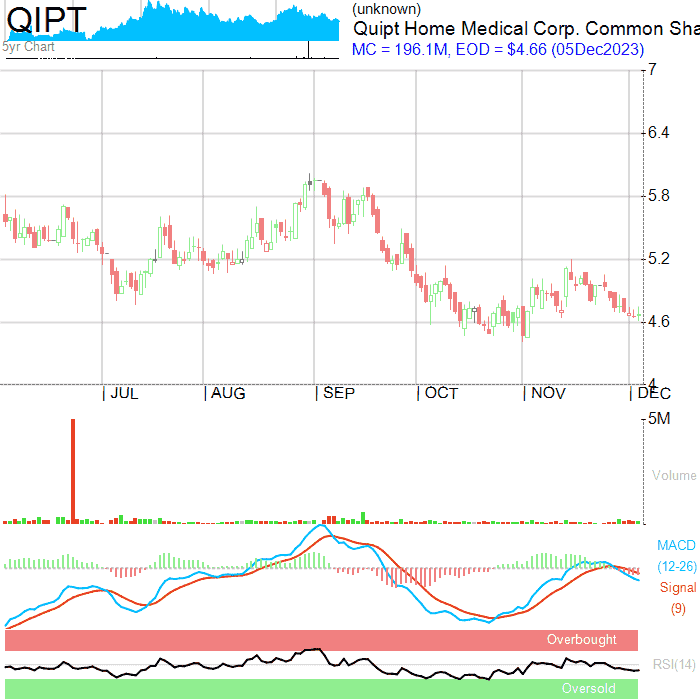 QIPT
(unknown)
Quipt Home Medical Corp. Common Sha
5yr Chart
MC = 196.1M, EOD = $4.66 (05Dec2023)
7
6.4
5.8
5.2
4.6
4
JUL AUG SEP OCT NOV DEC
5M
Volume
MACD
(12-26)
Signal
(9)
Overbought
RSI(14)
Oversold